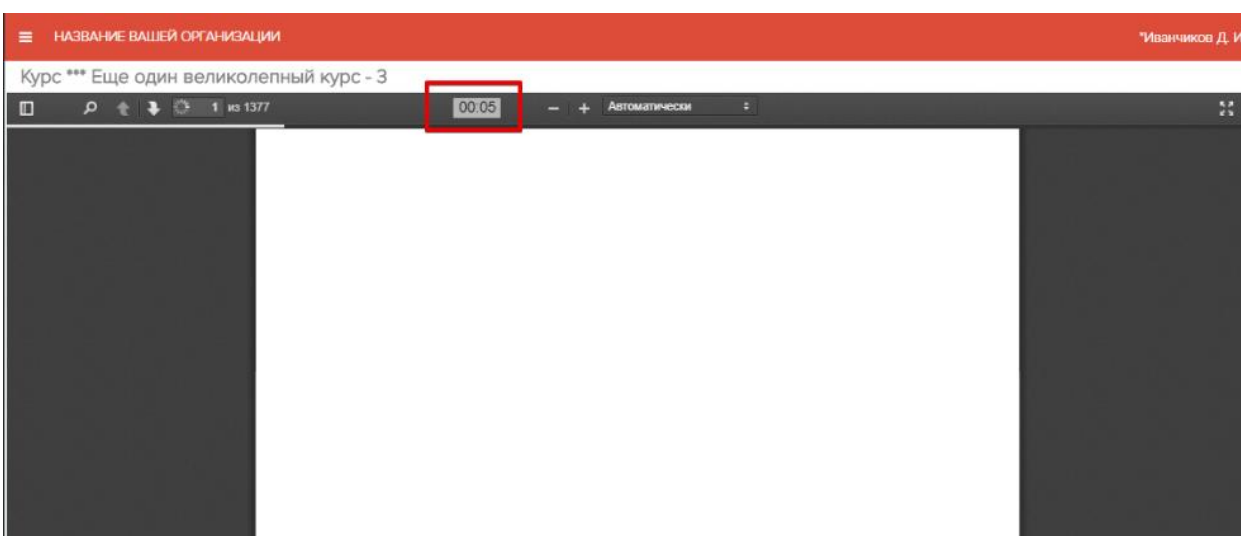 НАЗВАНИЕ ВАШЕЙ ОРГАНИЗАЦИИ "Иванчиков Д. И
Курс *** Еще один великолепный курс - 3
1 из 1377 00:05 Автоматически